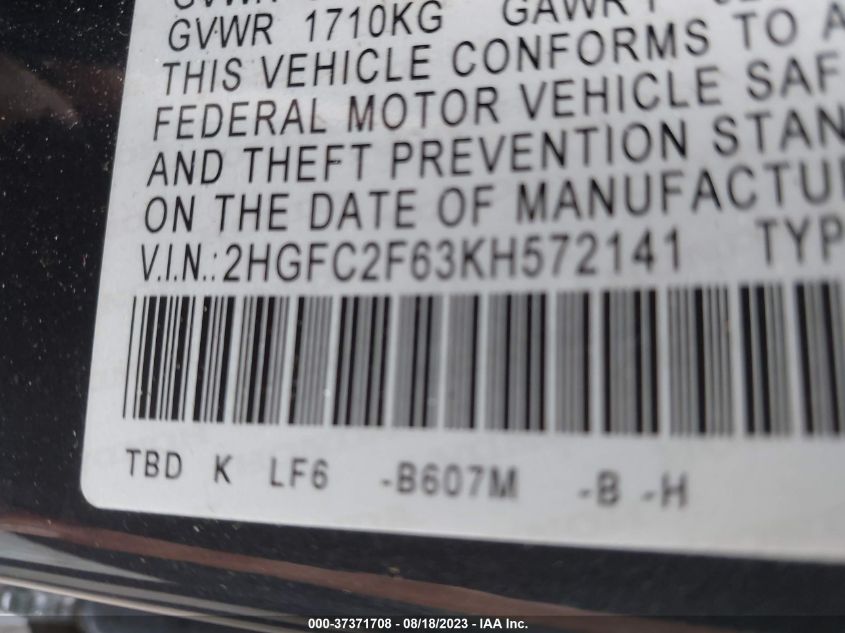 GVWR
GVWR 1710KG GAWR F
THIS VEHICLE CONFORMS TO A
FEDERAL MOTOR VEHICLE SAF
AND THEFT PREVENTION STAN
ON THE DATE OF MANUFACTU
V.I.N.:2HGFC2F63KH572141 TYP
TBD K LF6 -B607M -B -H
000-37371708 - 08/18/2023 - IAA Inc.